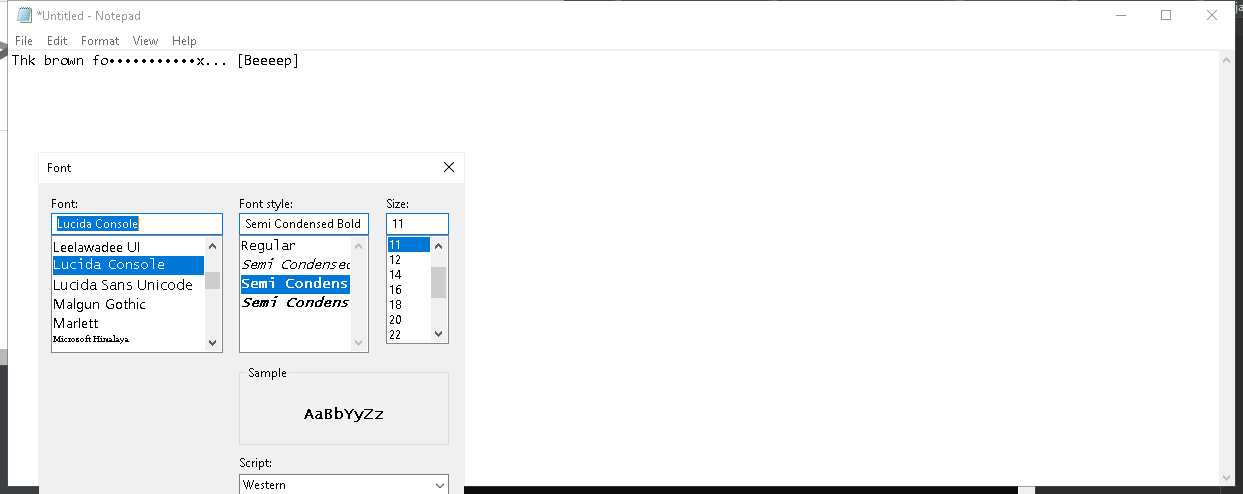 *Untitled - Notepad
File Edit Format View Help
Thk brown fo•••••••••••x... [Beeeep]
Font
Font: Font style: Size:
Lucida Console Semi Condensed Bold 11
Leelawadee UI
Lucida Console
Lucida Sans Unicode
Malgun Gothic
Marlett
Microsoft Himalaya
Regular
Semi Condensed
Semi Condens
Semi Condens
11
12
14
16
18
20
22
Sample
AaBbYyZz
Script:
Western